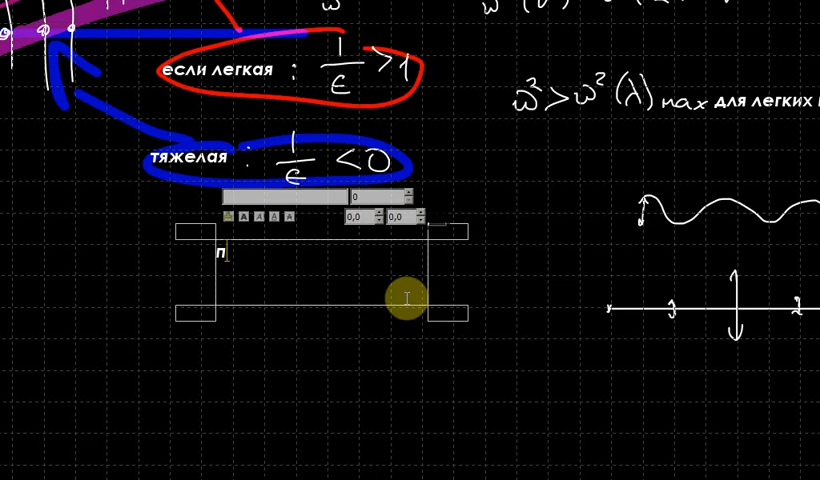 если легкая : 1/ε > 1
ω² > ω²(λ) max для легких
тяжелая : 1/ε < 0
0
A A A A
0,0 0,0
п